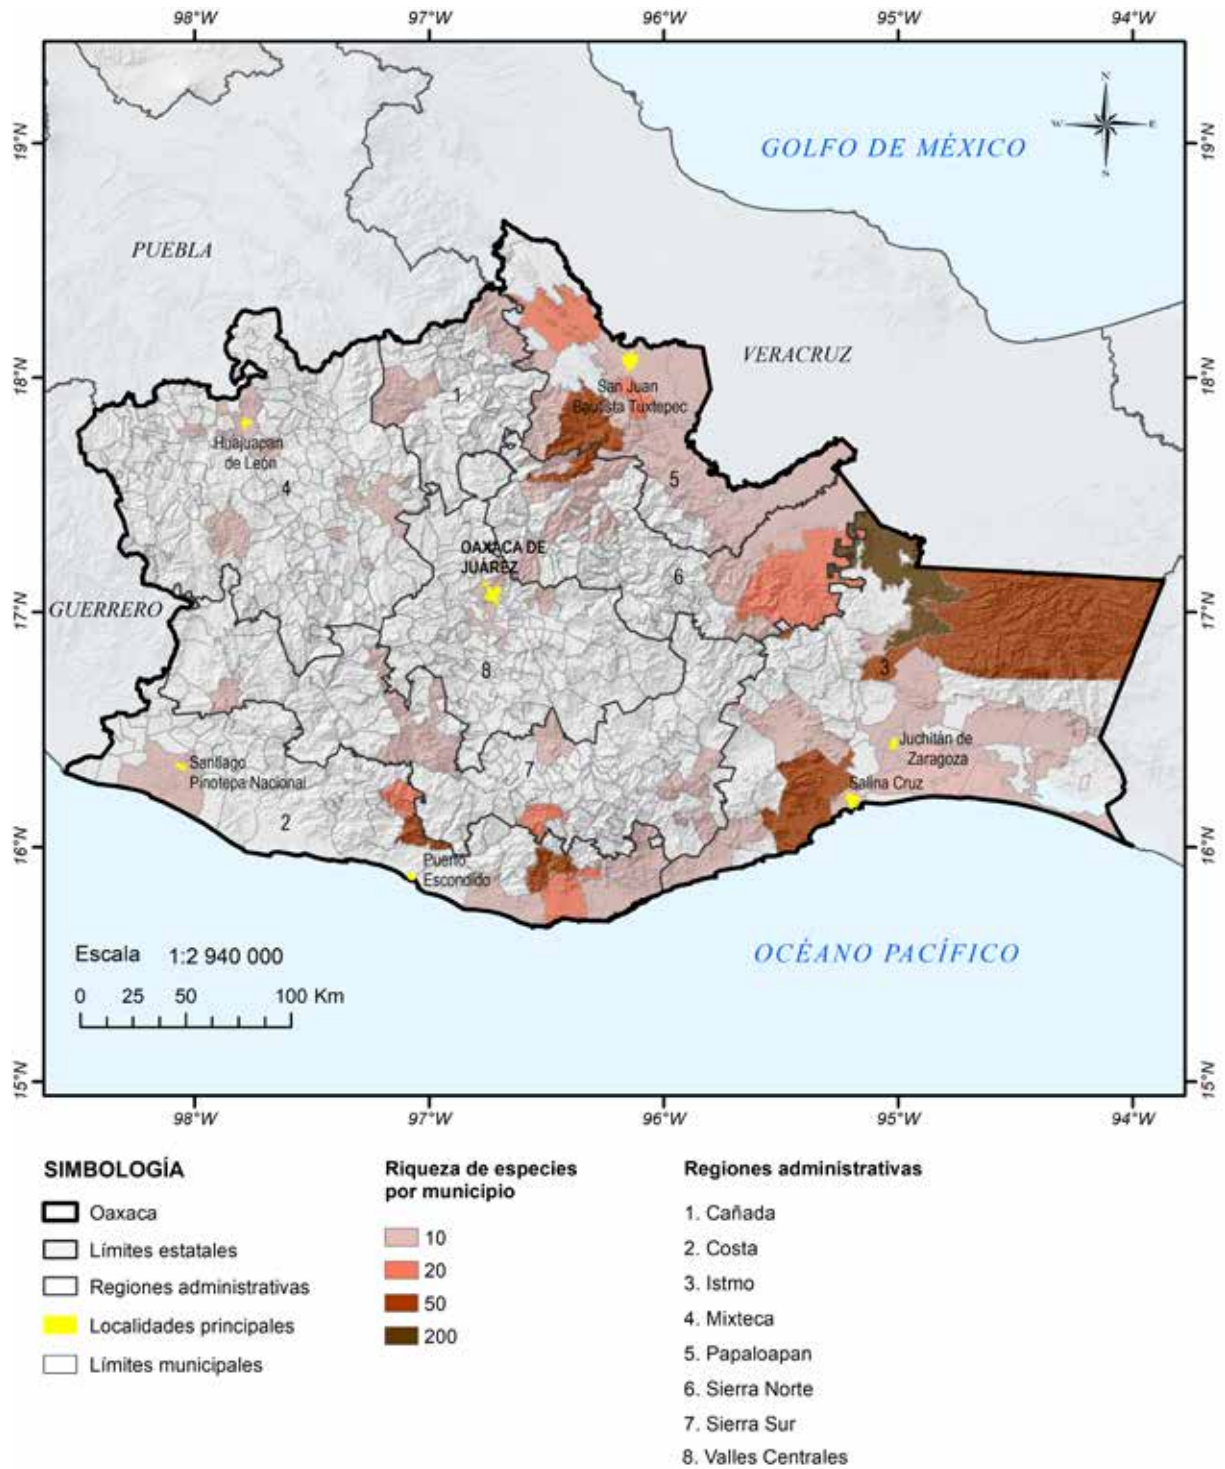 98°W 97°W 96°W 95°W 94°W
19°N 19°N
18°N 18°N
17°N 17°N
16°N 16°N
15°N 15°N
N
W E
S
GOLFO DE MÉXICO
PUEBLA
VERACRUZ
1
San Juan
Bautista Tuxtepec
Huajuapan
de León
4
5
OAXACA DE
JUÁREZ
6
GUERRERO
8
3
Juchitán de
Zaragoza
Santiago
Pinotepa Nacional
7
Salina Cruz
2
Puerto
Escondido
OCÉANO PACÍFICO
Escala 1:2 940 000
0 25 50 100 Km
98°W 97°W 96°W 95°W 94°W
SIMBOLOGÍA
Oaxaca
Límites estatales
Regiones administrativas
Localidades principales
Límites municipales
Riqueza de especies
por municipio
10
20
50
200
Regiones administrativas
1. Cañada
2. Costa
3. Istmo
4. Mixteca
5. Papaloapan
6. Sierra Norte
7. Sierra Sur
8. Valles Centrales